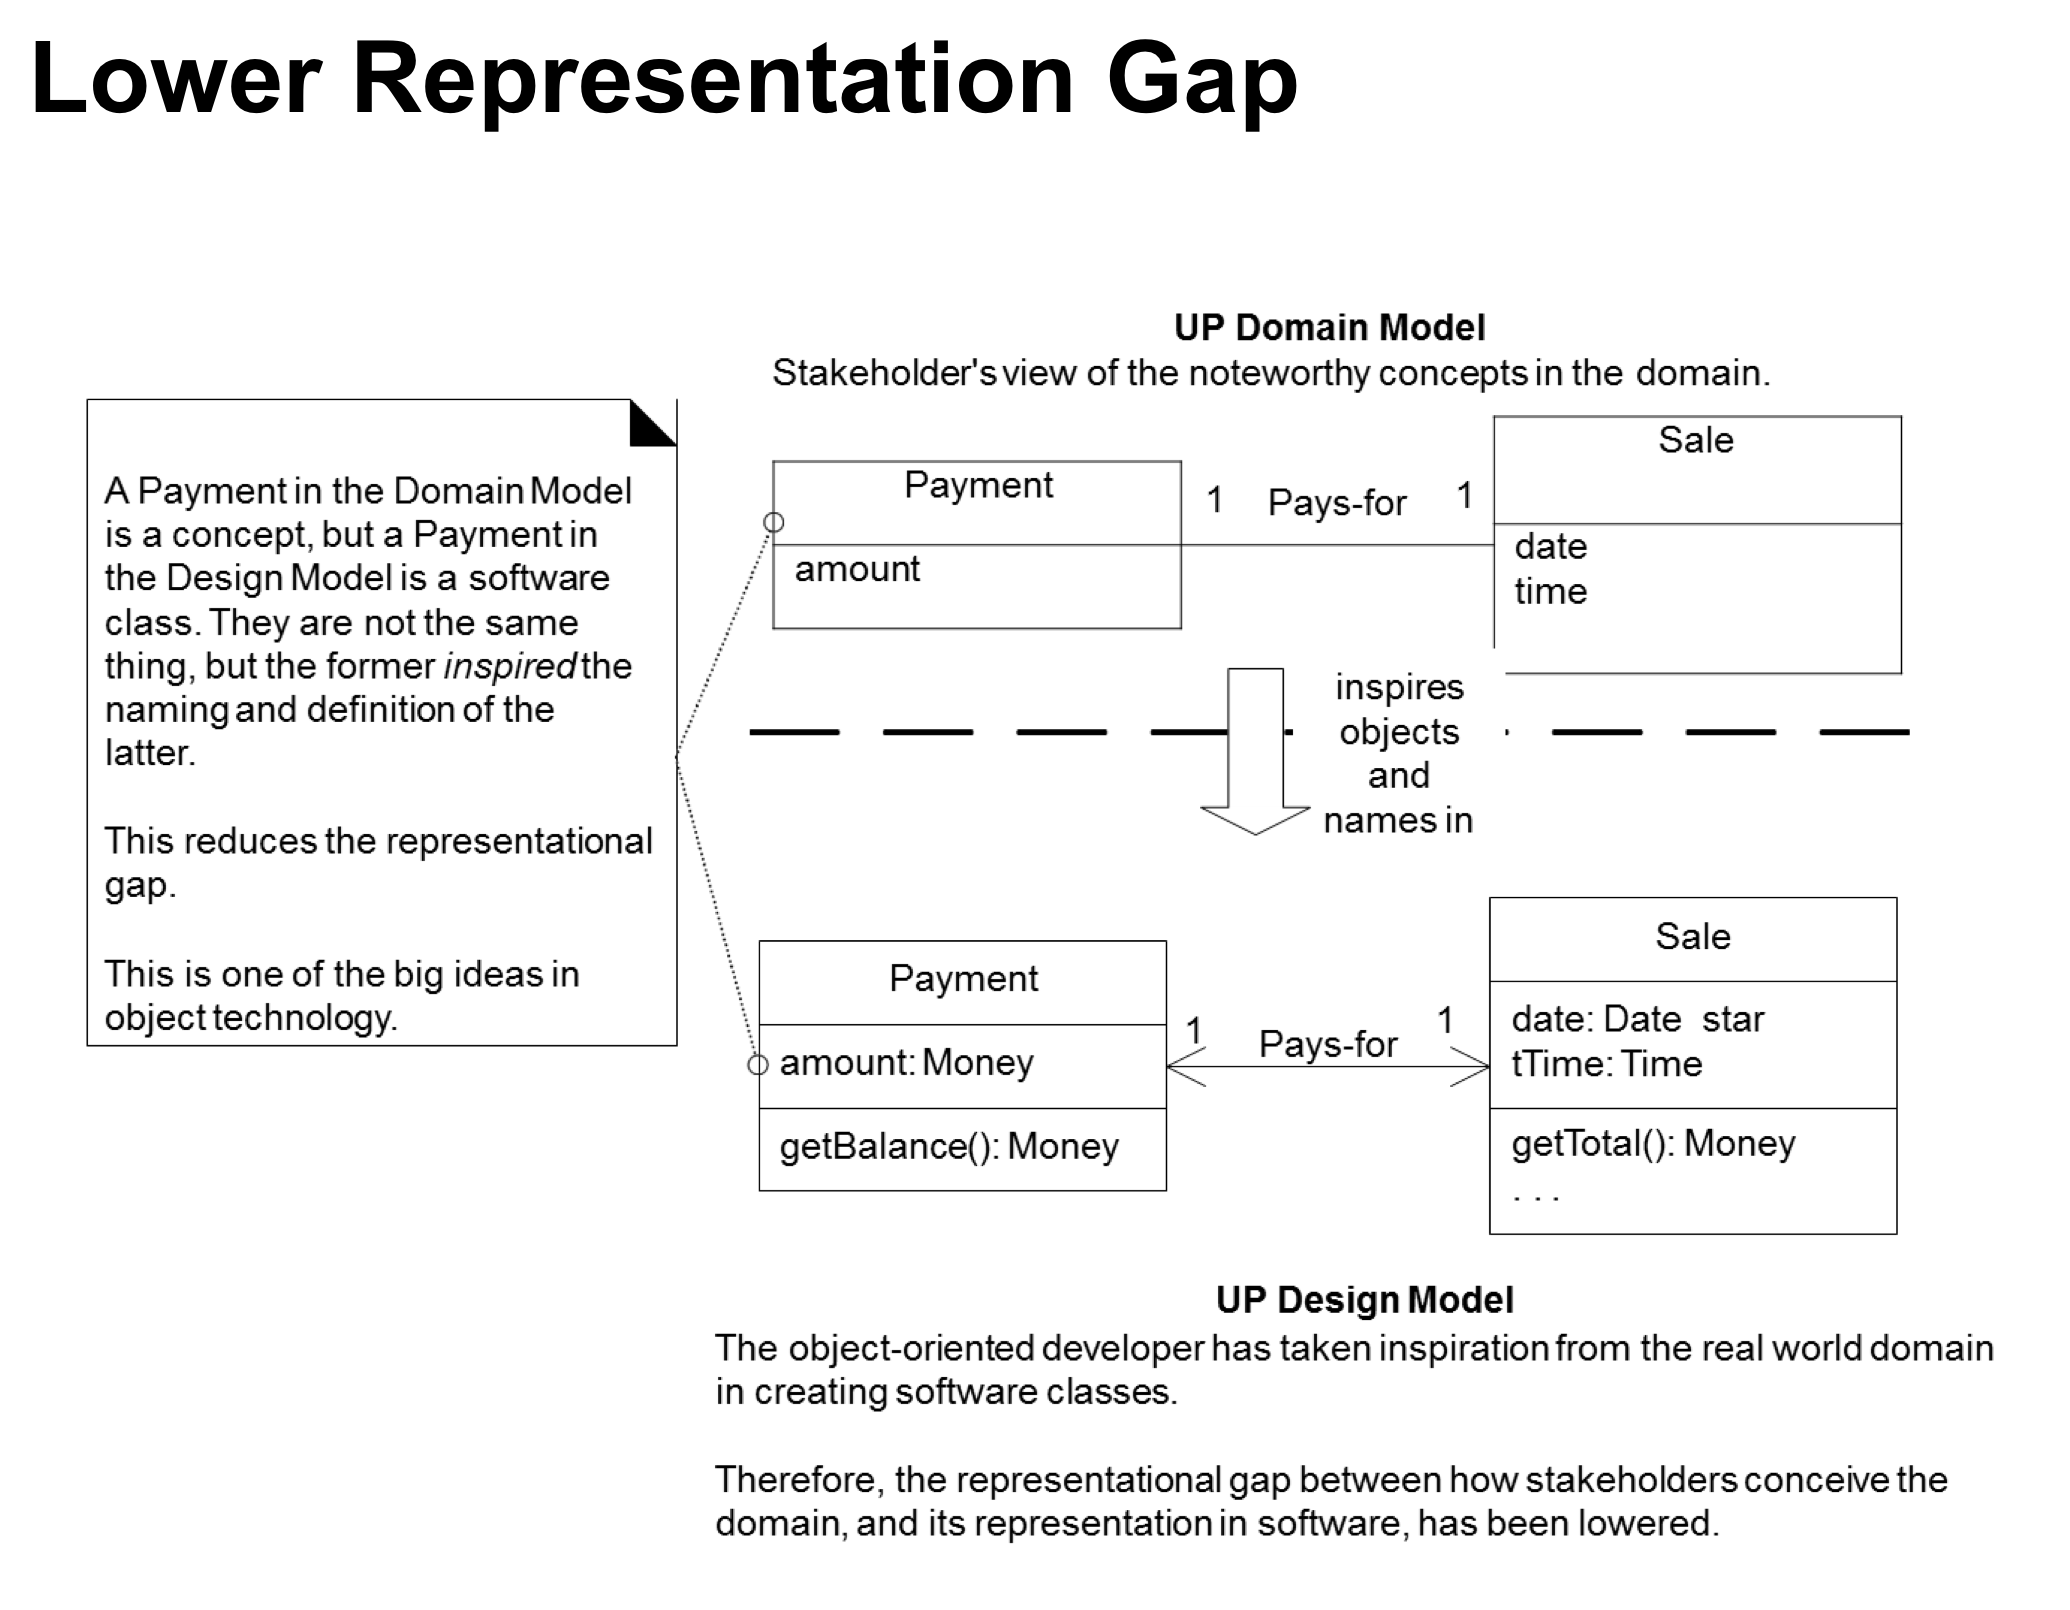 Lower Representation Gap
UP Domain Model
Stakeholder's view of the noteworthy concepts in the domain.
A Payment in the Domain Model
is a concept, but a Payment in
the Design Model is a software
class. They are not the same
thing, but the former inspired the
naming and definition of the
latter.
This reduces the representational
gap.
This is one of the big ideas in
object technology.
Payment
amount
1 Pays-for 1
Sale
date
time
inspires
objects
and
names in
Payment
amount: Money
getBalance(): Money
1 Pays-for 1
Sale
date: Date star
tTime: Time
getTotal(): Money
. . .
UP Design Model
The object-oriented developer has taken inspiration from the real world domain
in creating software classes.
Therefore, the representational gap between how stakeholders conceive the
domain, and its representation in software, has been lowered.